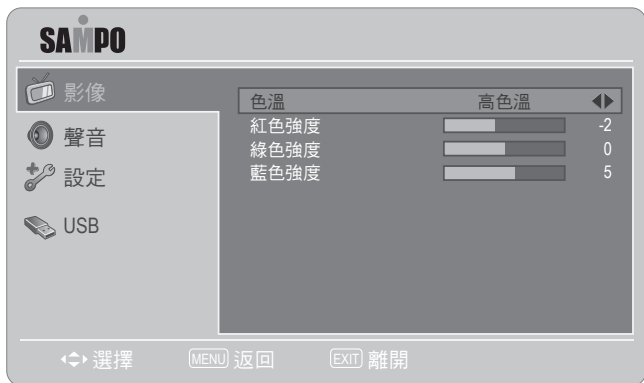 SAMPO
影像
聲音
設定
USB
色溫 高色溫
紅色強度 -2
綠色強度 0
藍色強度 5
選擇 MENU 返回 EXIT 離開